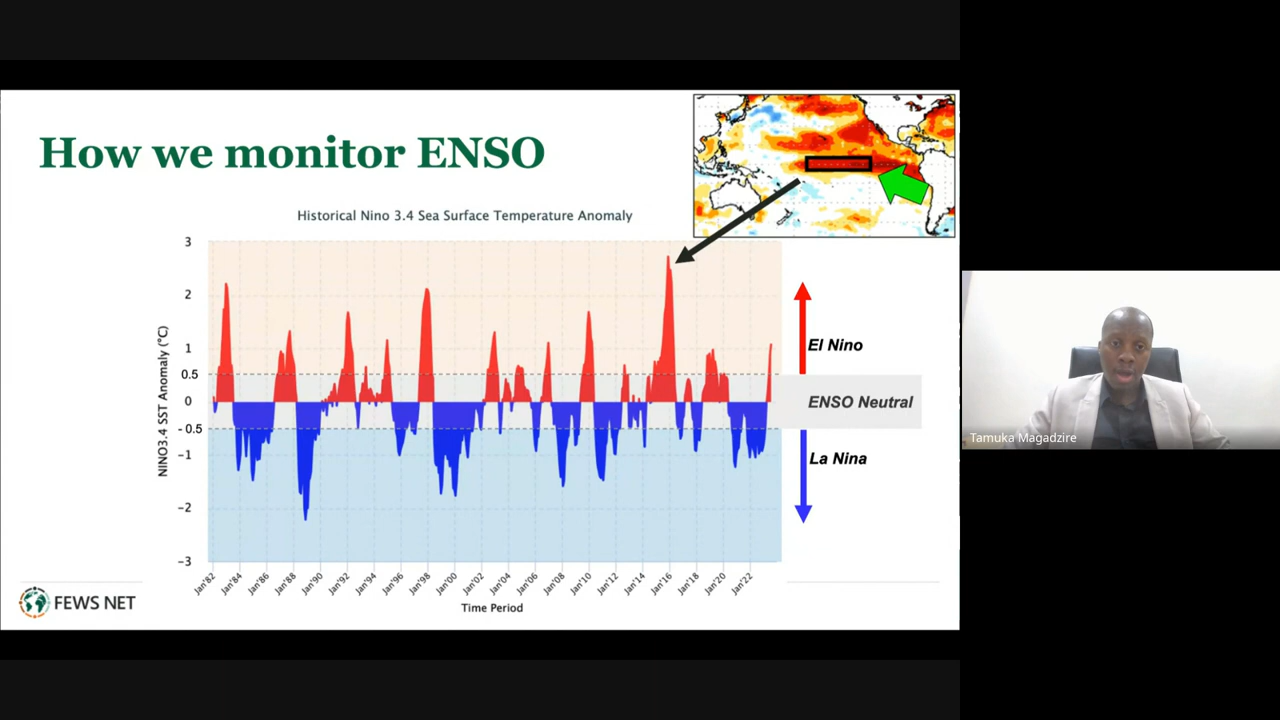 How we monitor ENSO
Historical Nino 3.4 Sea Surface Temperature Anomaly
NINO3.4 SST Anomaly (°C)
3
2
1
0.5
0
- 0.5
−1
−2
−3
El Nino
ENSO Neutral
La Nina
Jan'82 Jan'84 Jan'86 Jan'88 Jan'90 Jan'92 Jan'94 Jan'96 Jan'98 Jan'00 Jan'02 Jan'04 Jan'06 Jan'08 Jan'10 Jan'12 Jan'14 Jan'16 Jan'18 Jan'20 Jan'22
Time Period
FEWS NET
Tamuka Magadzire